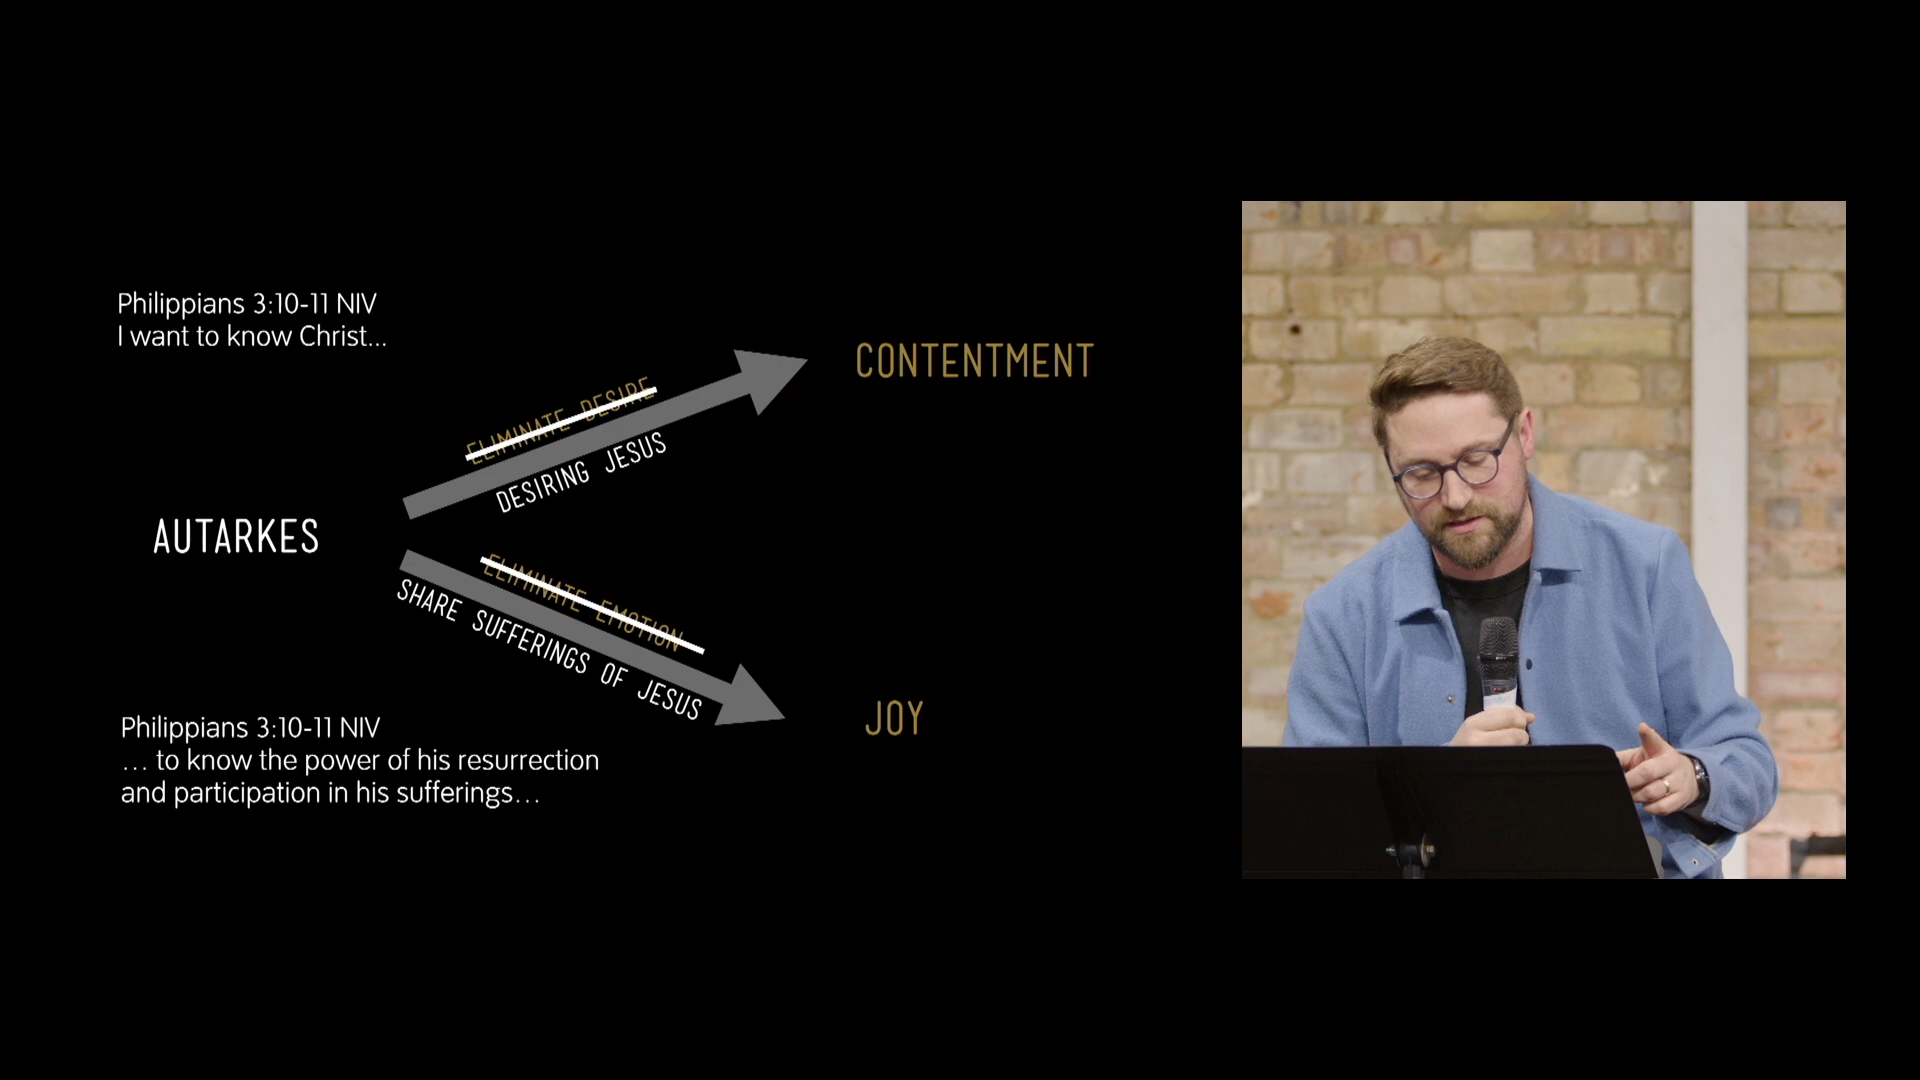 Philippians 3:10-11 NIV
I want to know Christ...
CONTENTMENT
ELIMINATE DESIRE
DESIRING JESUS
AUTARKES
ELIMINATE EMOTION
SHARE SUFFERINGS OF JESUS
JOY
Philippians 3:10-11 NIV
... to know the power of his resurrection
and participation in his sufferings...